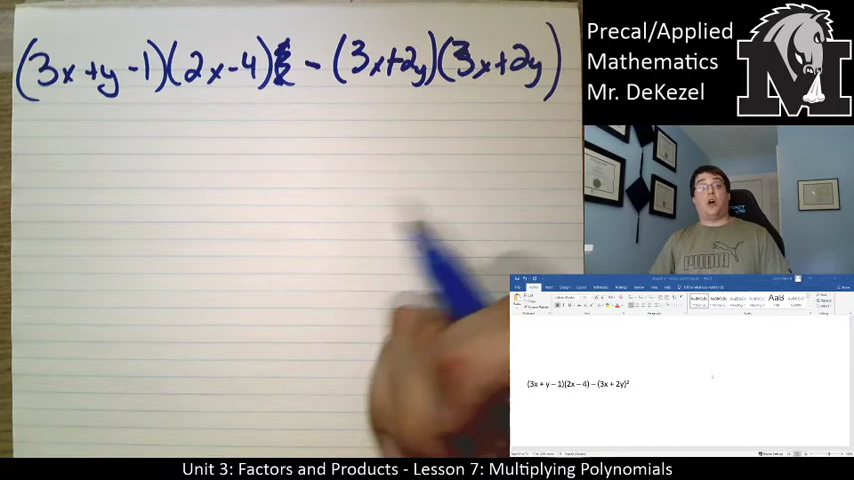 (3x+y-1)(2x-4) - (3x+2y)(3x+2y)
Precal/Applied
Mathematics
Mr. DeKezel
M
PUMA
(3x + y – 1)(2x – 4) – (3x + 2y)²
Unit 3: Factors and Products - Lesson 7: Multiplying Polynomials